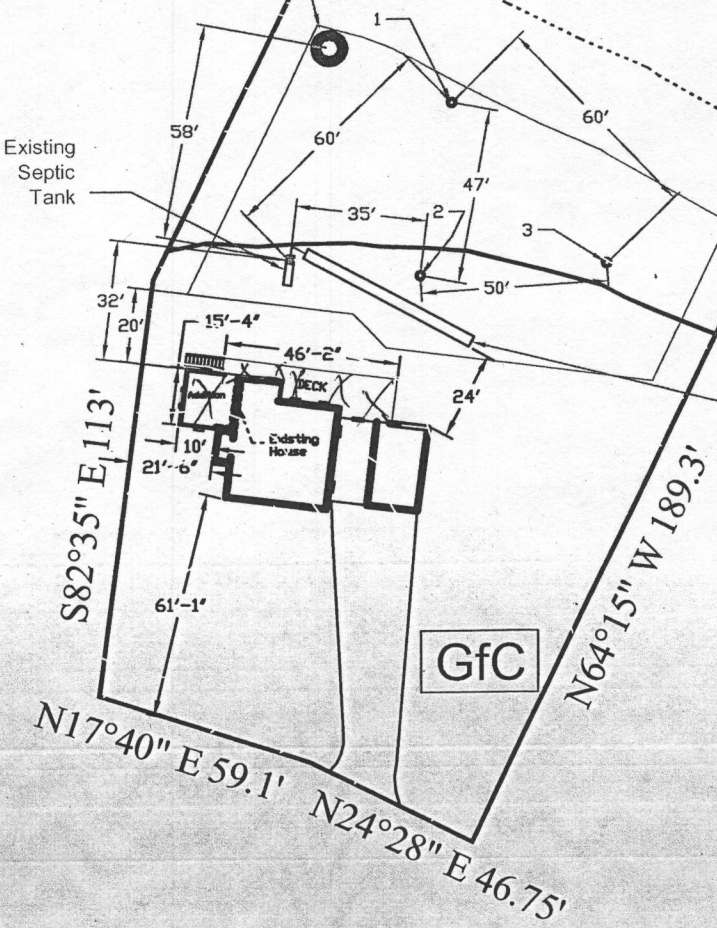 1
58'
60'
60'
Existing
Septic
Tank
47'
35'
2
3
50'
32'
20'
15'-4"
46'-2"
24'
DECK
Addition
Existing
House
10'
21'-6"
S82°35" E 113'
N64°15" W 189.3'
61'-1"
GfC
N17°40" E 59.1'
N24°28" E 46.75'